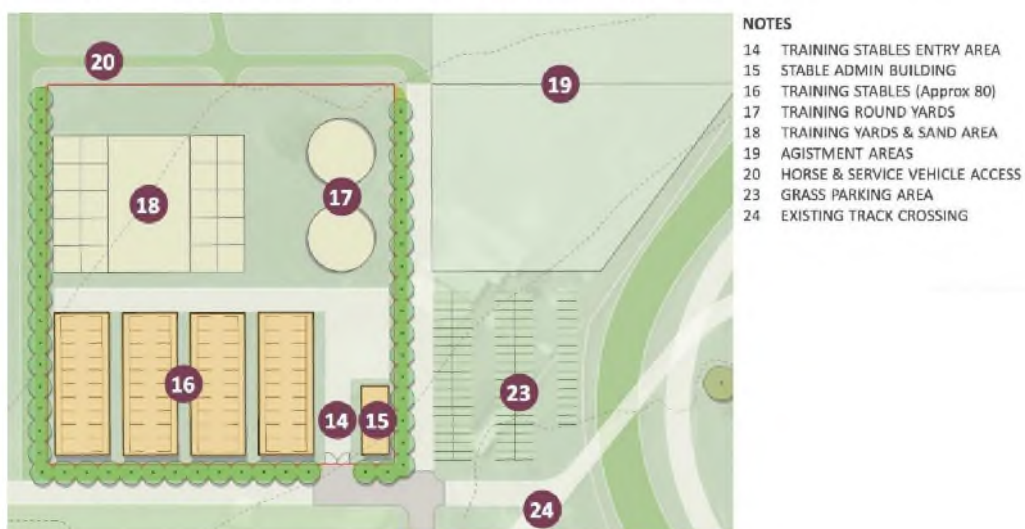 NOTES
14 TRAINING STABLES ENTRY AREA
15 STABLE ADMIN BUILDING
16 TRAINING STABLES (Approx 80)
17 TRAINING ROUND YARDS
18 TRAINING YARDS & SAND AREA
19 AGISTMENT AREAS
20 HORSE & SERVICE VEHICLE ACCESS
23 GRASS PARKING AREA
24 EXISTING TRACK CROSSING
20
19
18
17
16
14
15
23
24